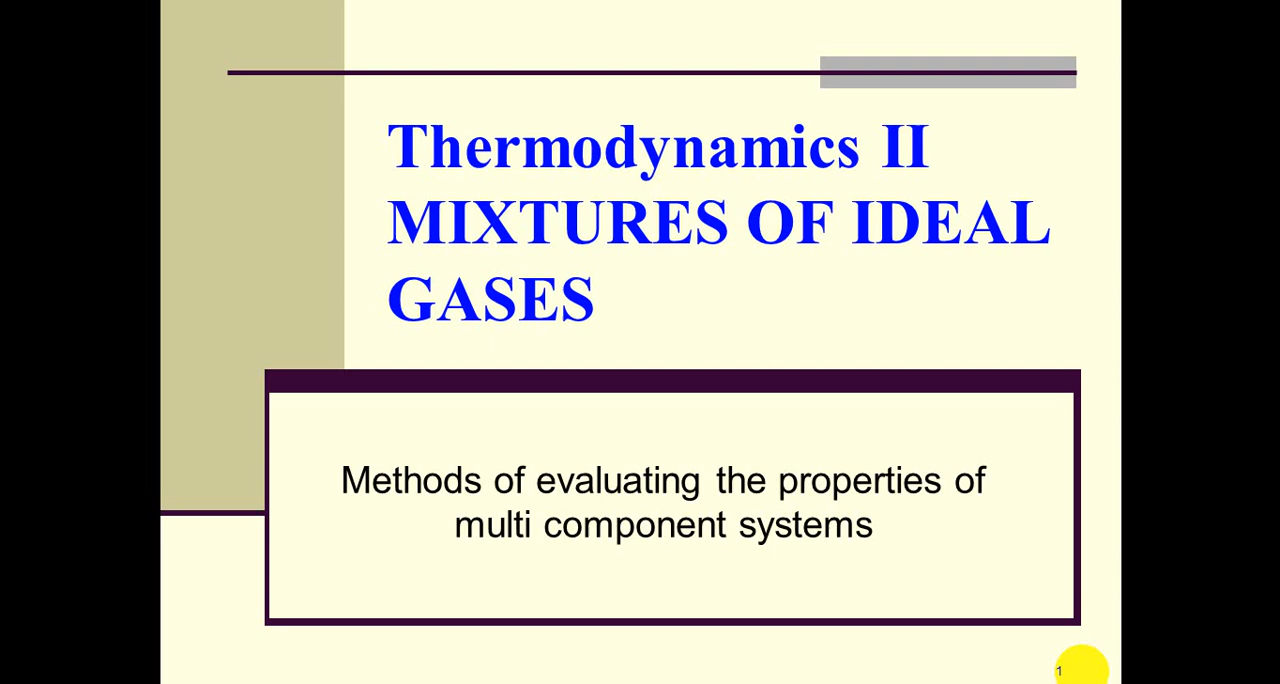 Thermodynamics II
MIXTURES OF IDEAL
GASES
Methods of evaluating the properties of
multi component systems
1